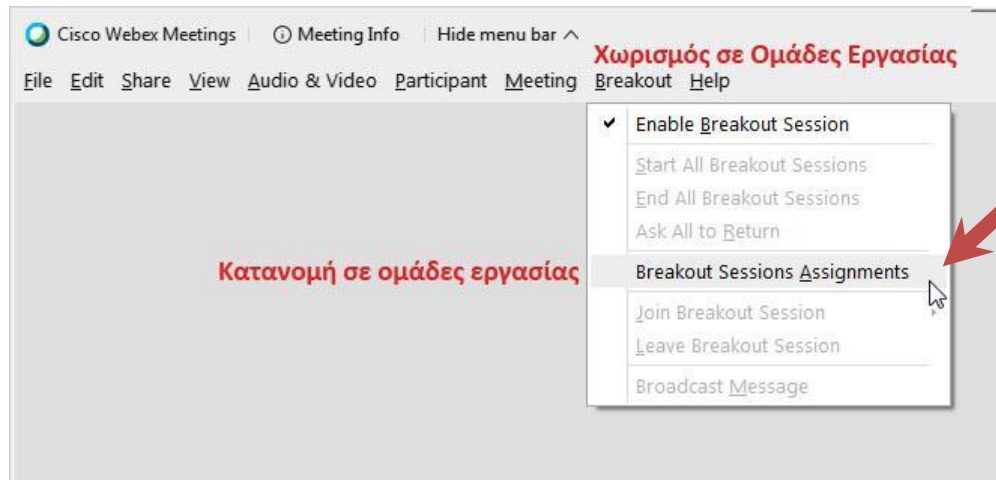 Cisco Webex Meetings Meeting Info Hide menu bar
Χωρισμός σε Ομάδες Εργασίας
File Edit Share View Audio & Video Participant Meeting Breakout Help
Enable Breakout Session
Start All Breakout Sessions
End All Breakout Sessions
Ask All to Return
Κατανομή σε ομάδες εργασίας
Breakout Sessions Assignments
Join Breakout Session
Leave Breakout Session
Broadcast Message